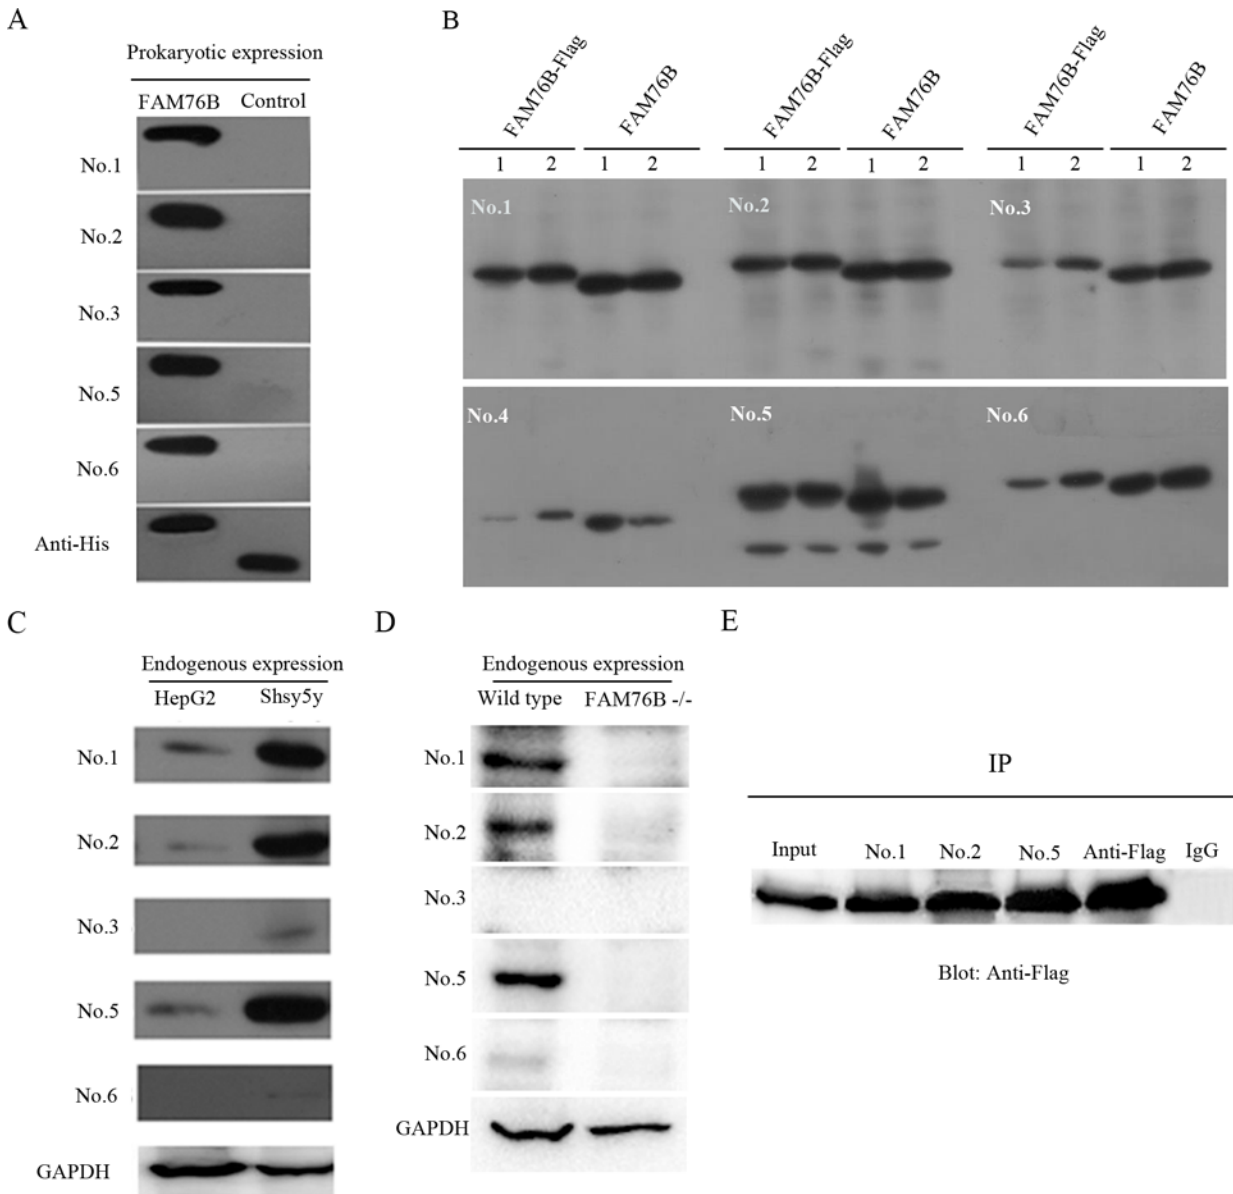 A
Prokaryotic expression
FAM76B Control
No.1
No.2
No.3
No.5
No.6
Anti-His
B
FAM76B-Flag FAM76B FAM76B-Flag FAM76B FAM76B-Flag FAM76B
1 2 1 2 1 2 1 2 1 2 1 2
No.1 No.2 No.3
No.4 No.5 No.6
C
Endogenous expression
HepG2 Shsy5y
No.1
No.2
No.3
No.5
No.6
GAPDH
D
Endogenous expression
Wild type FAM76B -/-
No.1
No.2
No.3
No.5
No.6
GAPDH
E
IP
Input No.1 No.2 No.5 Anti-Flag IgG
Blot: Anti-Flag